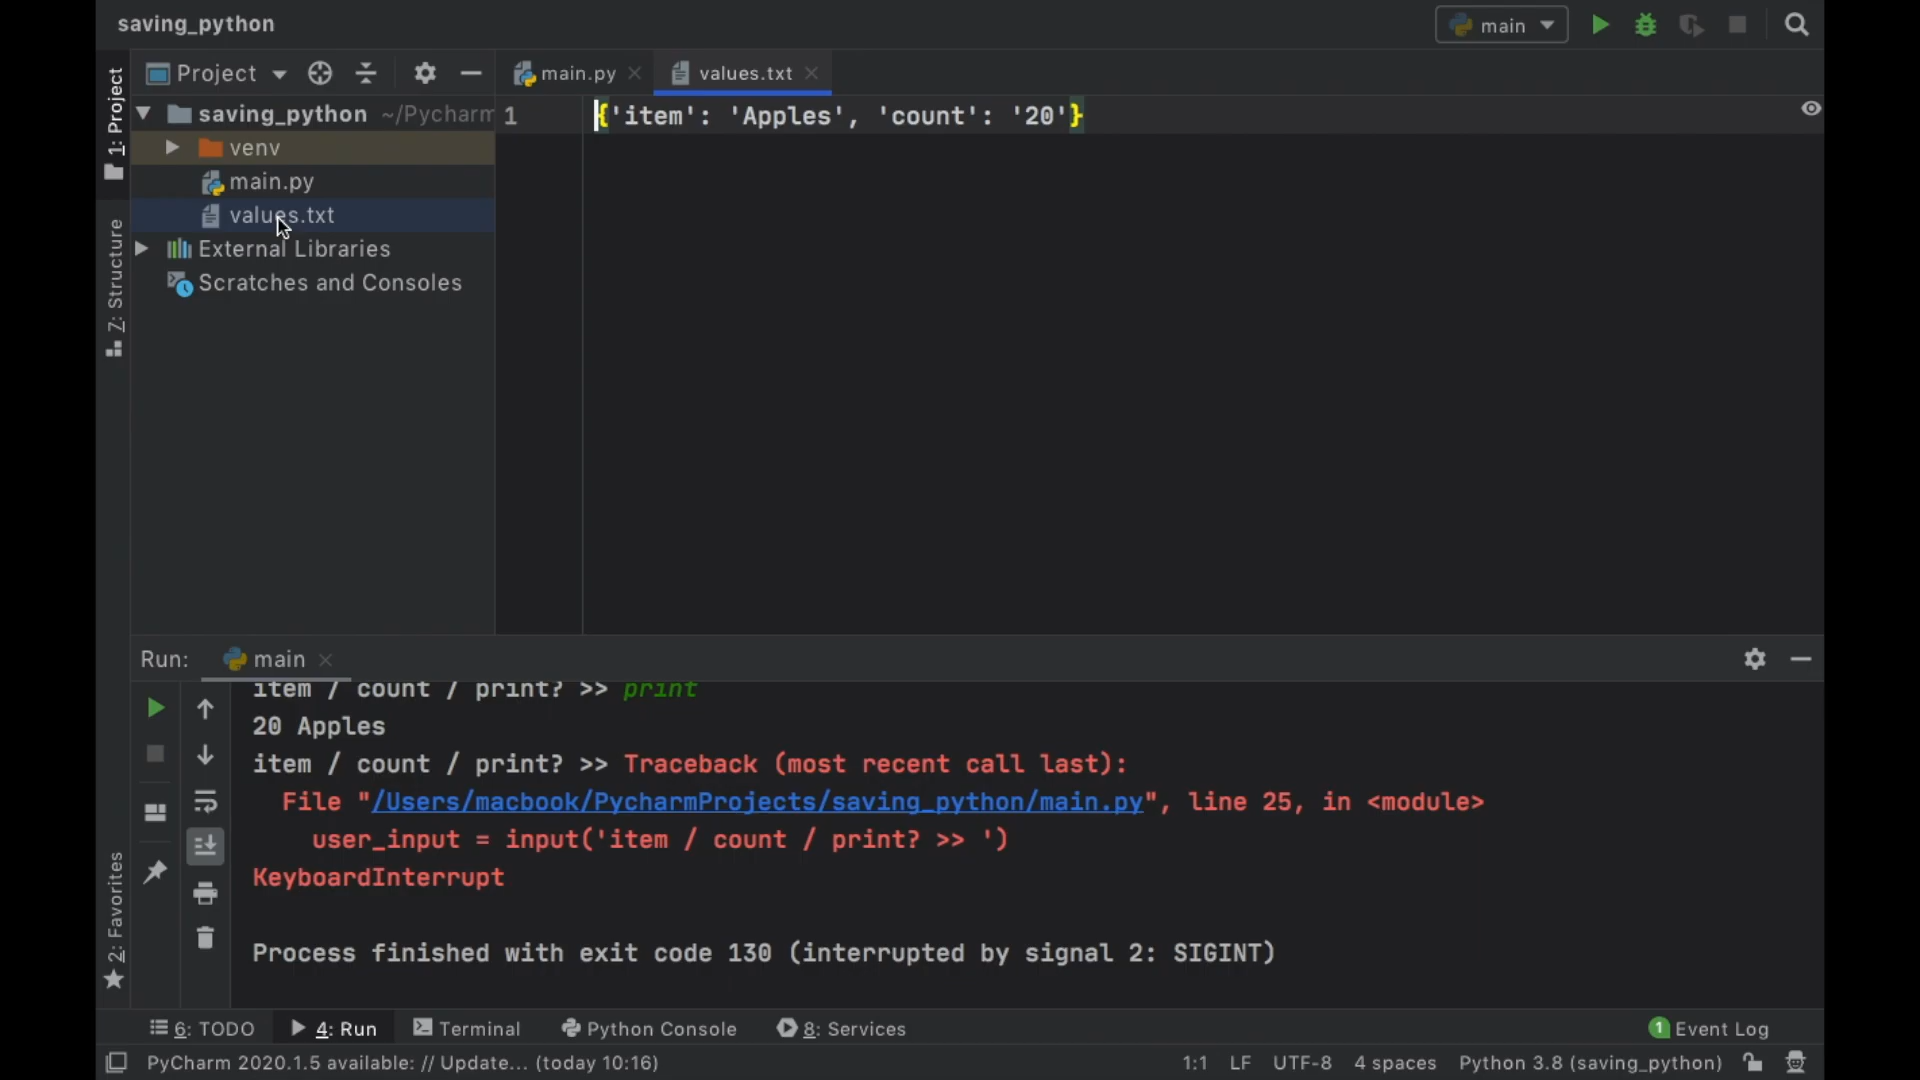 saving_python
main
Project
main.py
values.txt
1: Project
saving_python ~/Pycharm
venv
main.py
values.txt
External Libraries
Scratches and Consoles
Z: Structure
1
{'item': 'Apples', 'count': '20'}
Run: main
item / count / print? >> print
20 Apples
item / count / print? >> Traceback (most recent call last):
File "/Users/macbook/PycharmProjects/saving_python/main.py", line 25, in <module>
user_input = input('item / count / print? >> ')
KeyboardInterrupt
Process finished with exit code 130 (interrupted by signal 2: SIGINT)
2: Favorites
6: TODO 4: Run Terminal Python Console 8: Services 1 Event Log
PyCharm 2020.1.5 available: // Update... (today 10:16) 1:1 LF UTF-8 4 spaces Python 3.8 (saving_python)